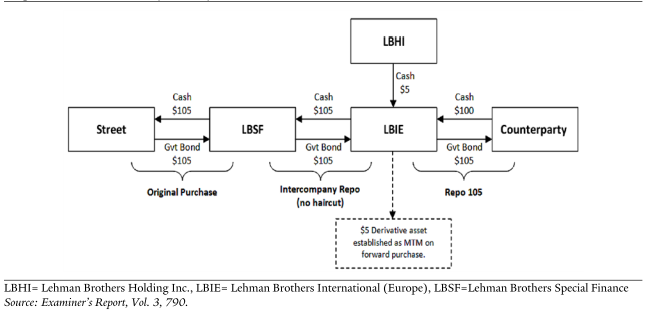 LBHI
Cash
$5
Cash
$105
Cash
$105
Cash
$100
Street
LBSF
LBIE
Counterparty
Gvt Bond
$105
Gvt Bond
$105
Gvt Bond
$105
Original Purchase
Intercompany Repo
(no haircut)
Repo 105
$5 Derivative asset
established as MTM on
forward purchase.
LBHI= Lehman Brothers Holding Inc., LBIE= Lehman Brothers International (Europe), LBSF=Lehman Brothers Special Finance
Source: Examiner's Report, Vol. 3, 790.